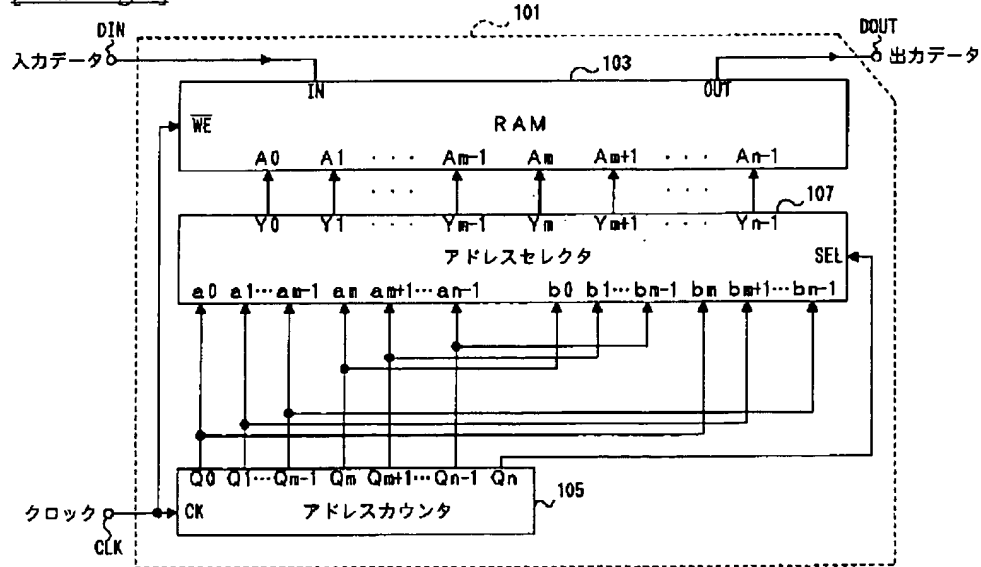 101
DIN
DOUT
入力データ
出力データ
103
IN
OUT
WE
RAM
A0 A1 ・・・ Am-1 Am Am+1 ・・・ An-1
・・・ ・・・
107
Y0 Y1 ・・・ Ym-1 Ym Ym+1 ・・・ Yn-1
アドレスセレクタ
SEL
a0 a1…am-1 am am+1…an-1 b0 b1…bn-1 bm bm+1…bn-1
Q0 Q1…Qm-1 Qm Qm+1…Qn-1 Qn
105
クロック
CK
アドレスカウンタ
CLK